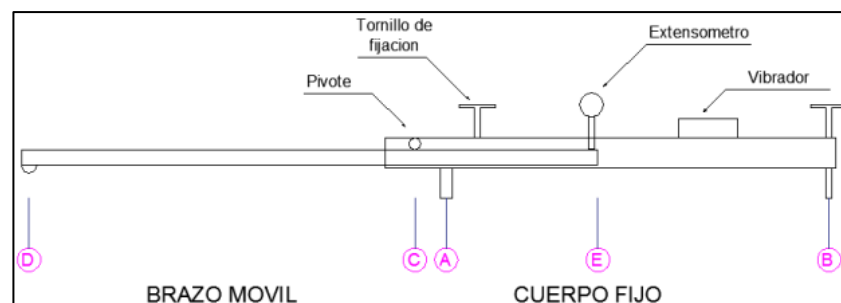 Tornillo de
fijacion
Extensometro
Pivote
Vibrador
D
C
A
E
B
BRAZO MOVIL
CUERPO FIJO